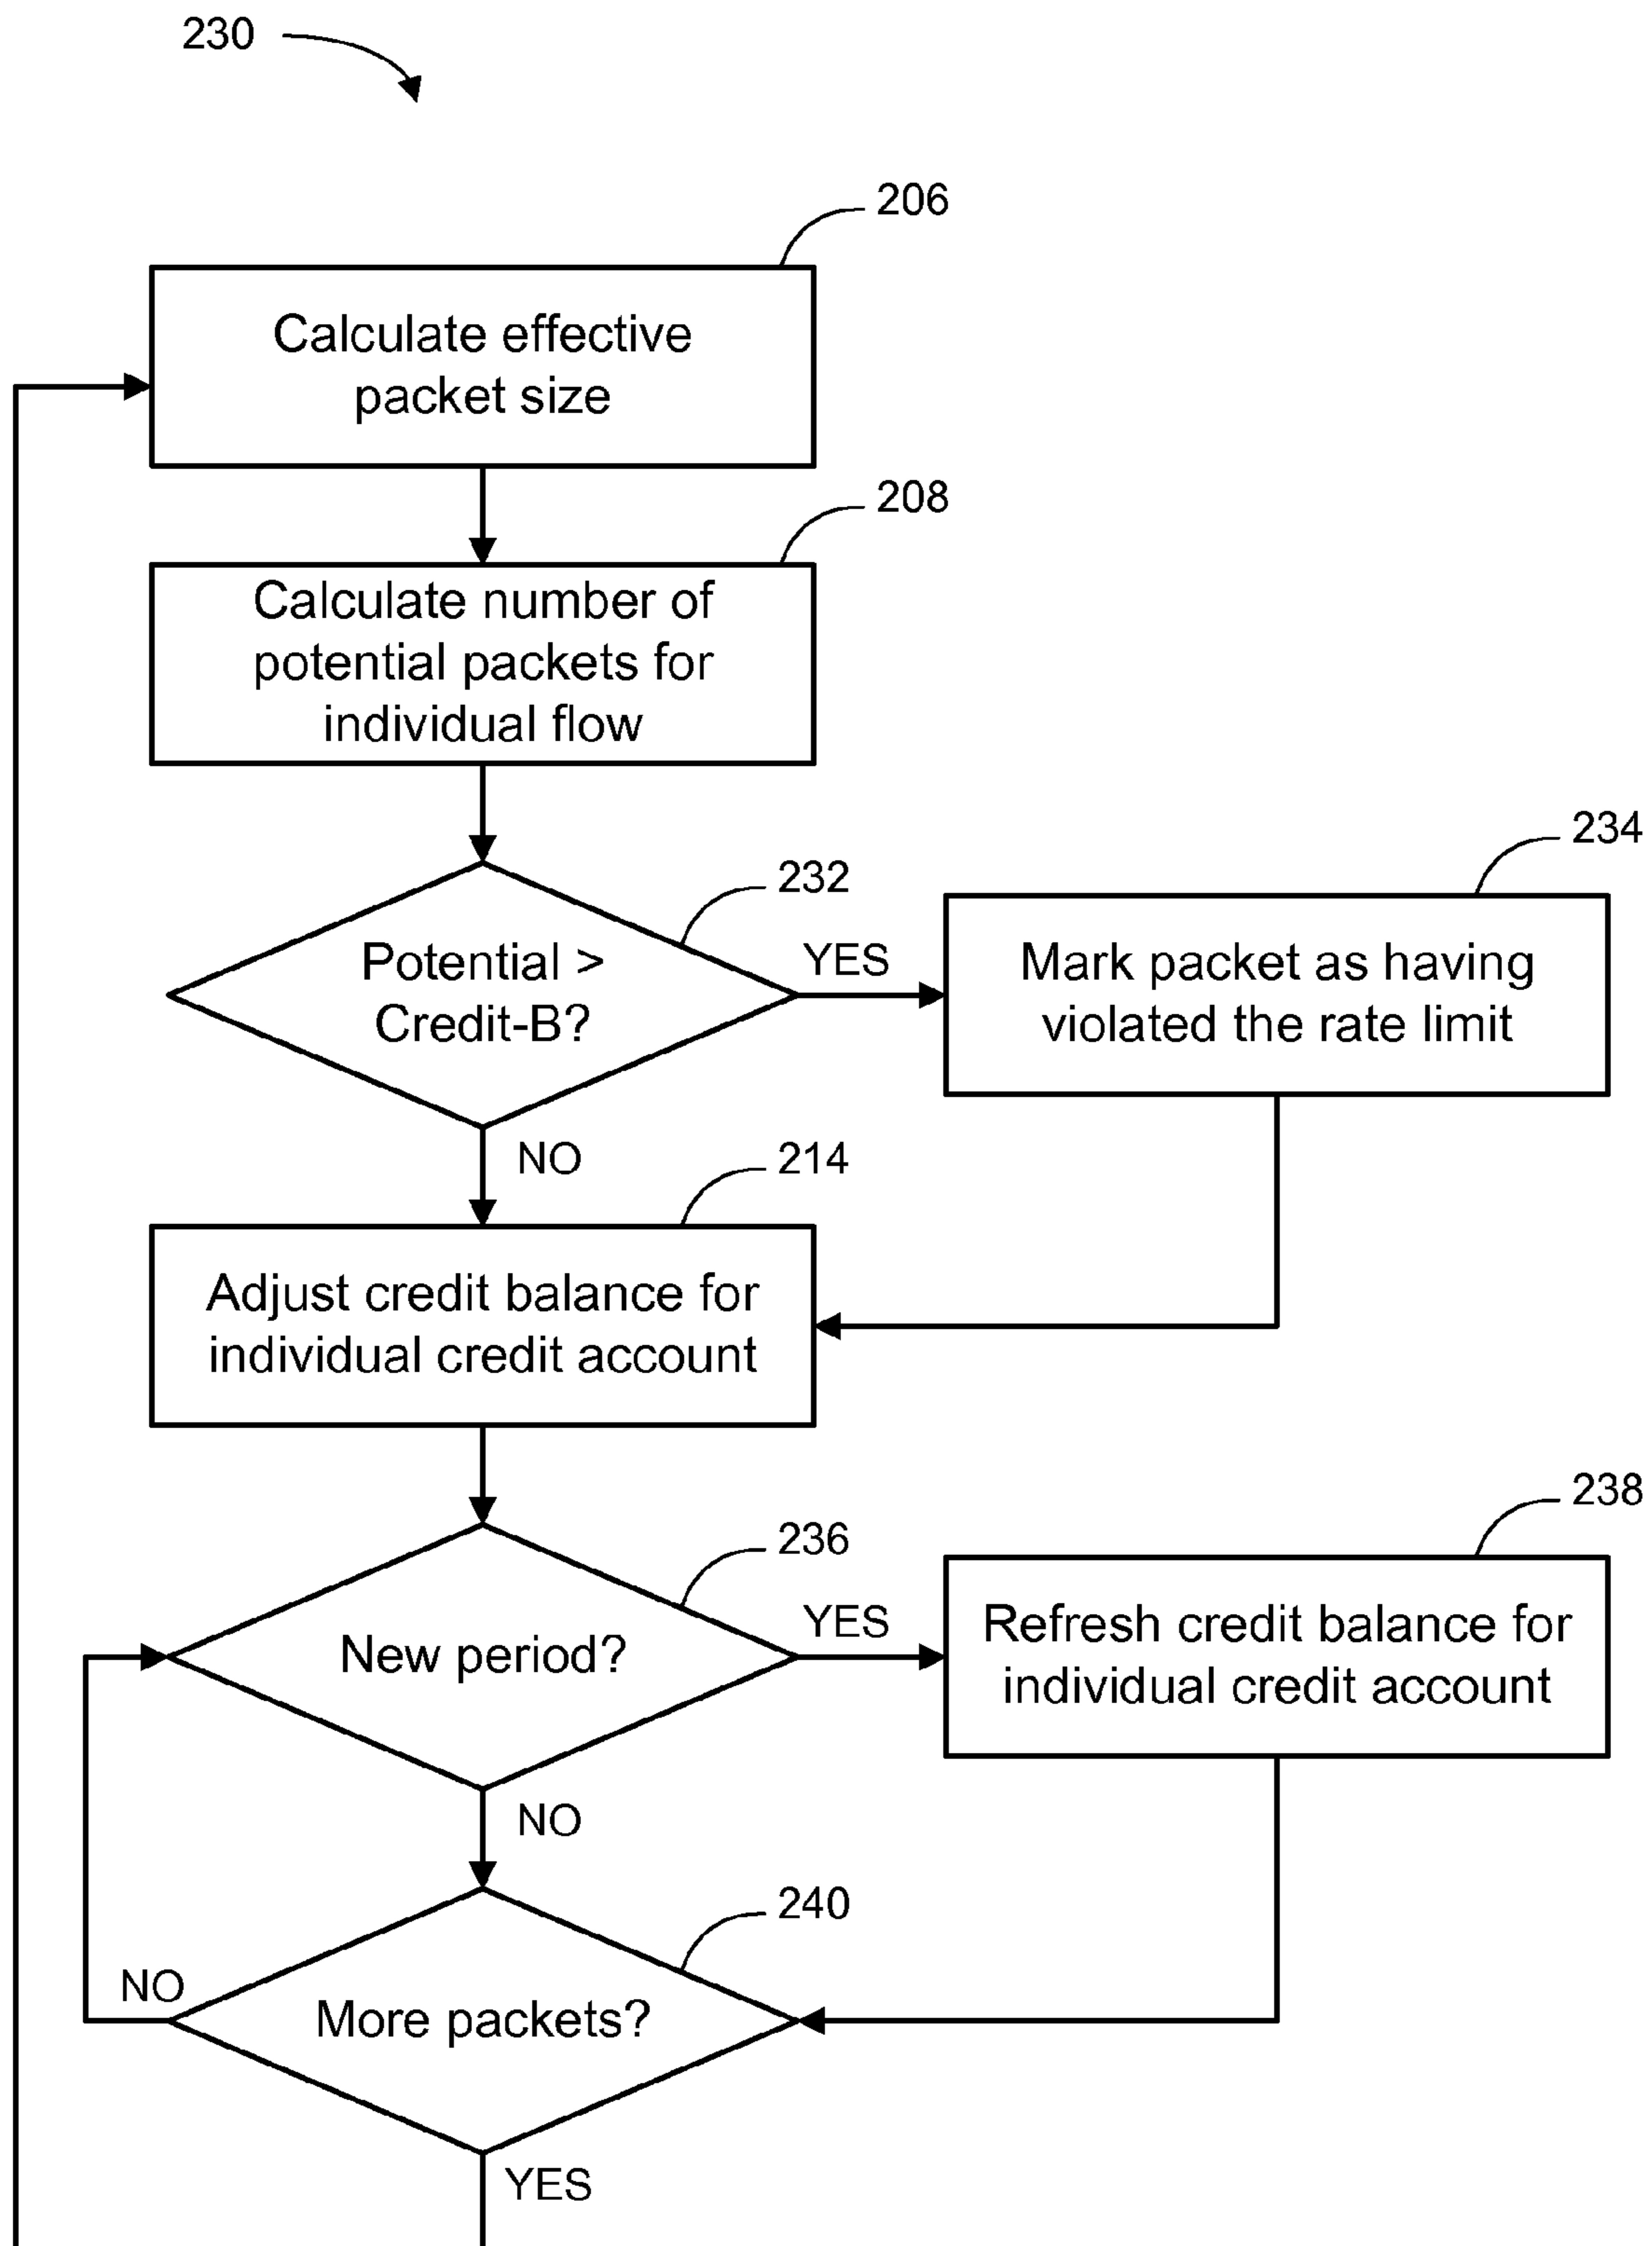 230
206
Calculate effective
packet size
208
Calculate number of
potential packets for
individual flow
232
Potential >
Credit-B?
YES
234
Mark packet as having
violated the rate limit
NO
214
Adjust credit balance for
individual credit account
236
New period?
YES
238
Refresh credit balance for
individual credit account
NO
240
More packets?
NO
YES